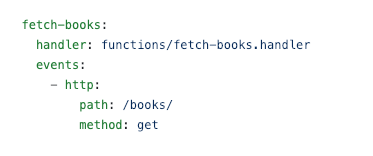 fetch-books:
  handler: functions/fetch-books.handler
  events:
    - http:
        path: /books/
        method: get